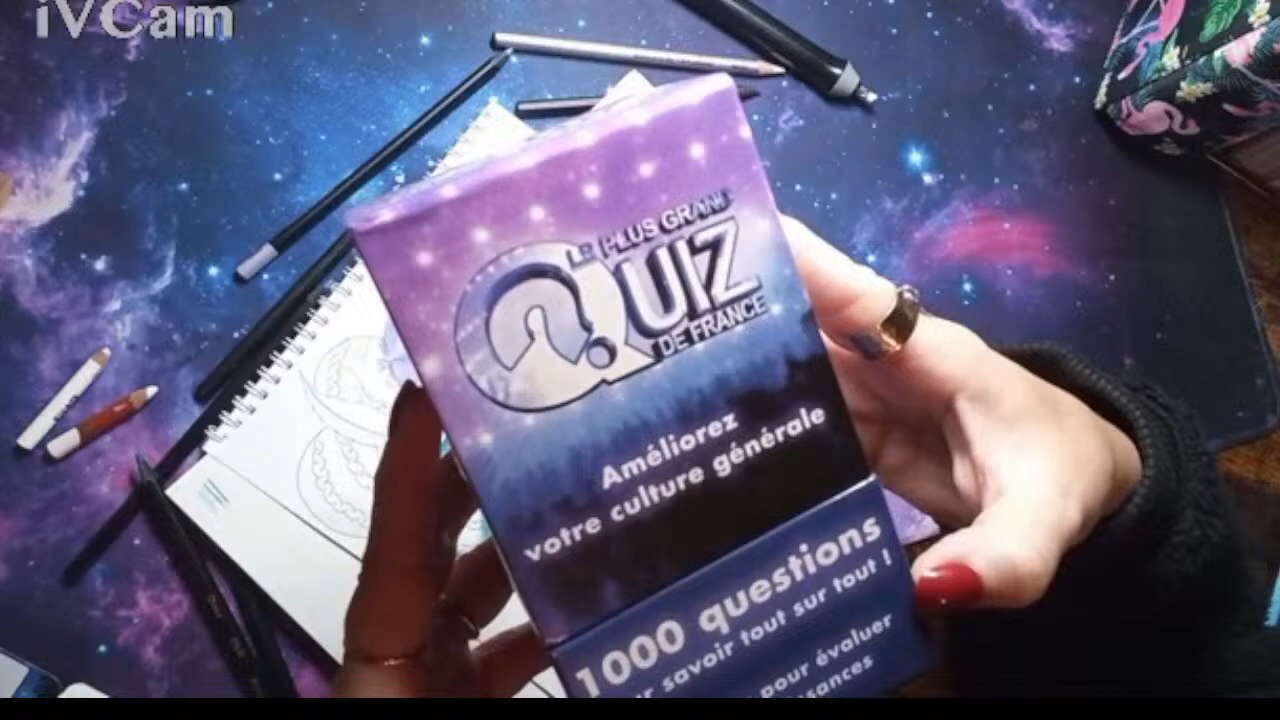 iVCam
LE PLUS GRAND
QUIZ
DE FRANCE
Améliorez
votre culture générale
1000 questions
savoir tout sur tout !
pour évaluer